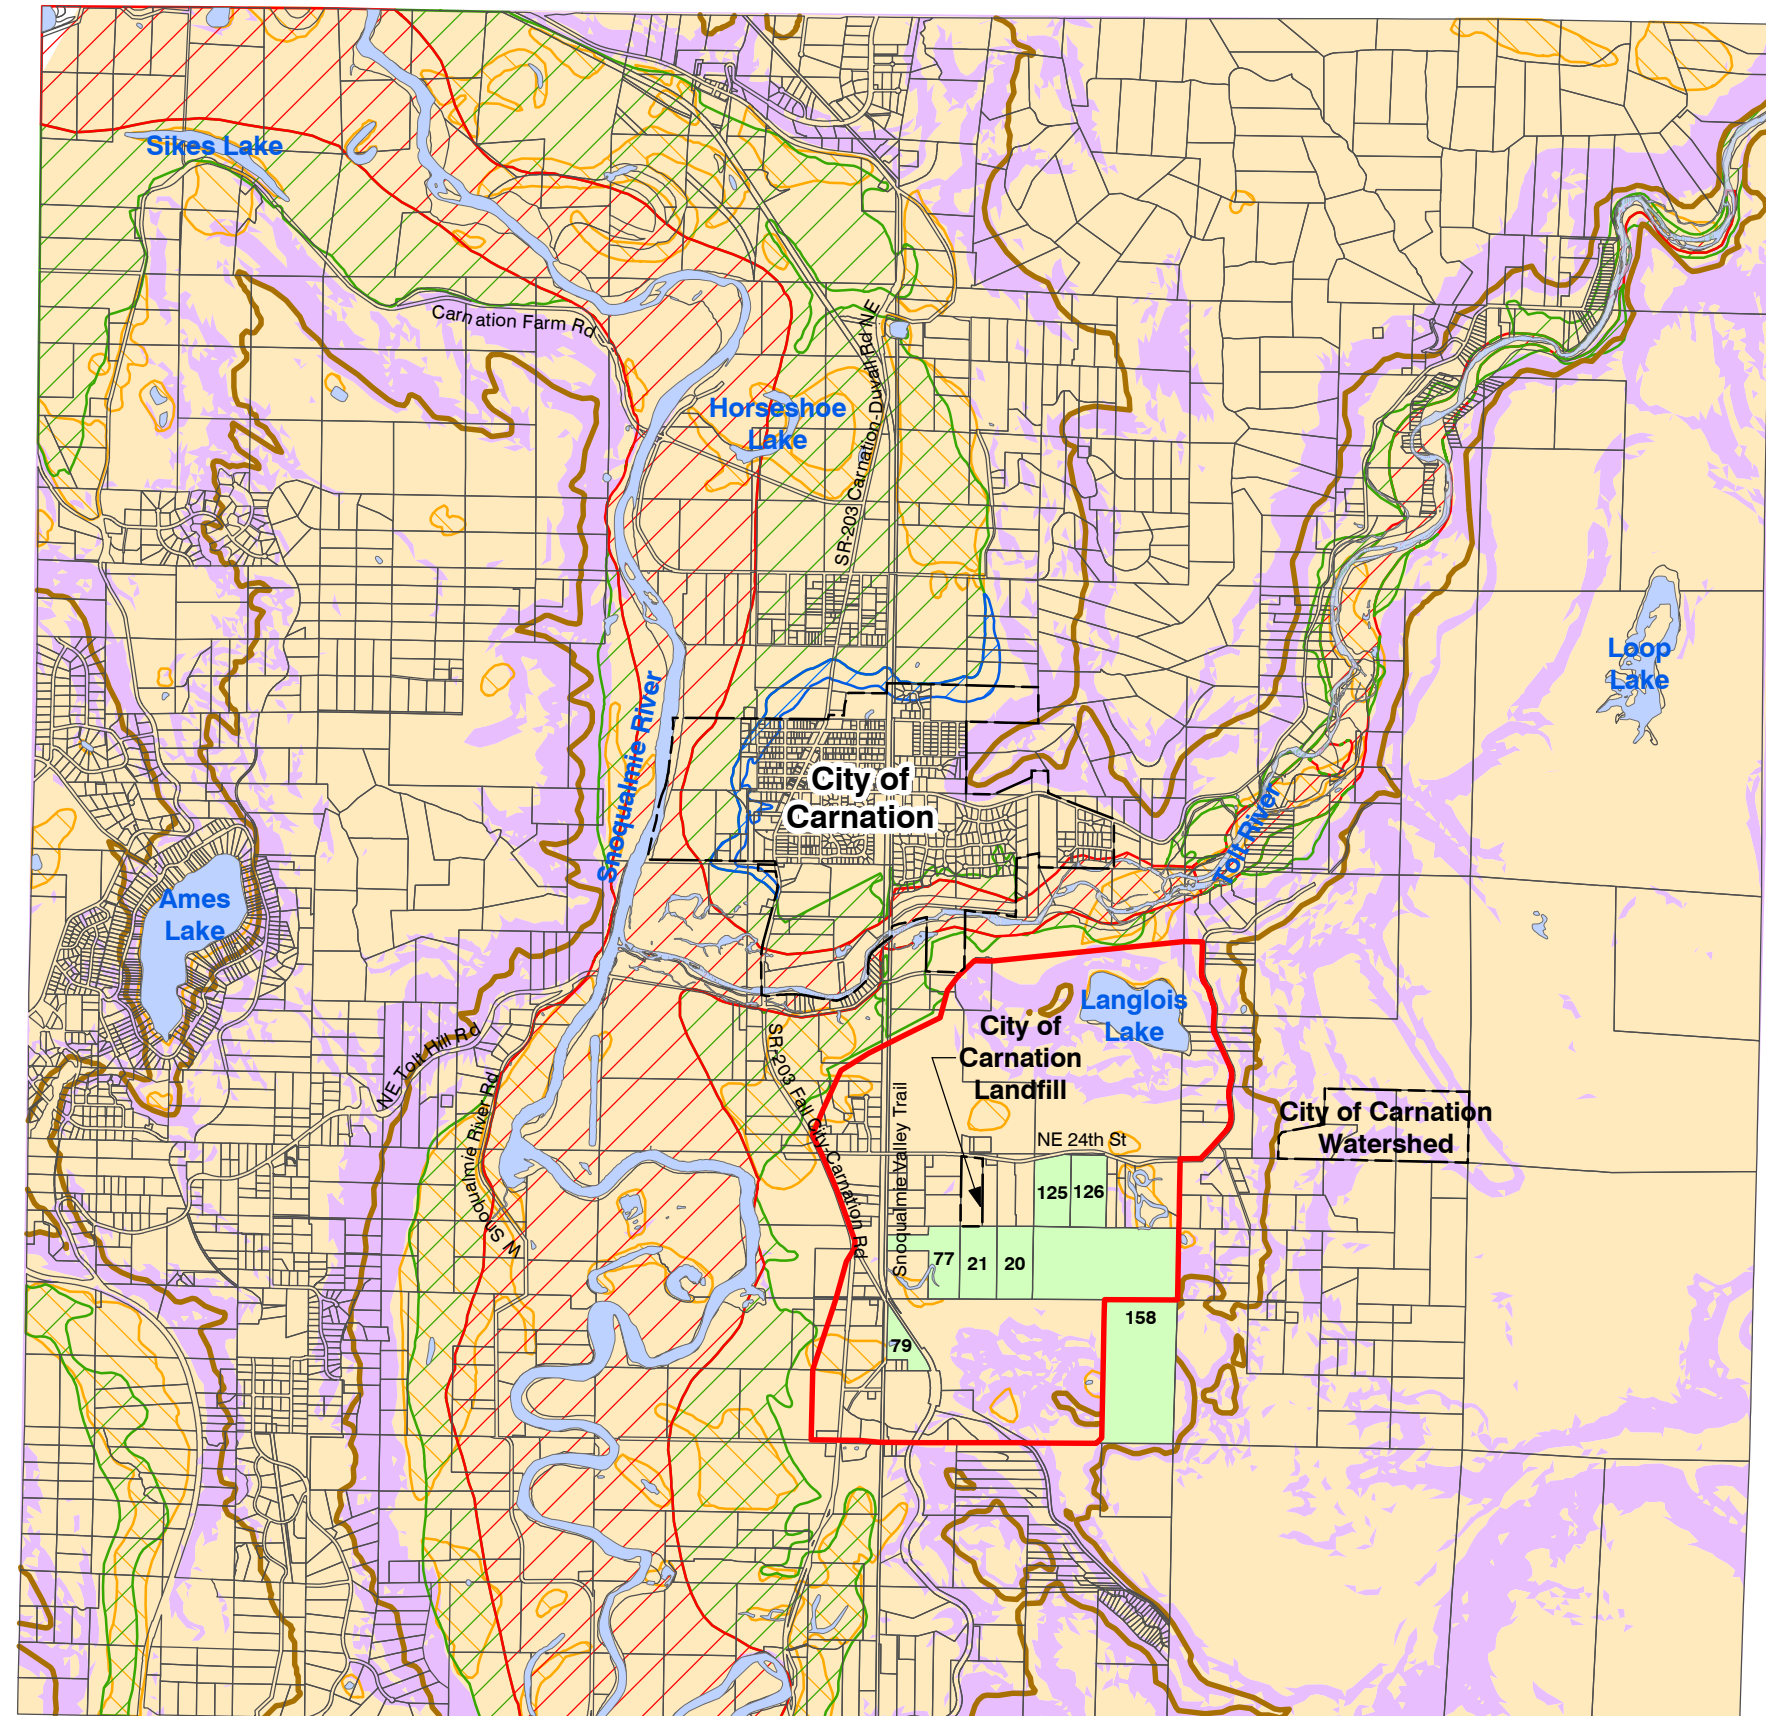 Sikes Lake
Carnation Farm Rd
Horseshoe
Lake
SR-203 Carnation-Duvall Rd NE
Loop
Lake
Snoqualmie River
City of
Carnation
Tolt River
Ames
Lake
Langlois
Lake
City of
Carnation
Landfill
NE Tolt Hill Rd
W Snoqualmie River Rd
SR-203 Fall City-Carnation Rd
Snoqualmie Valley Trail
City of Carnation
Watershed
NE 24th St
125
126
77
21
20
158
79